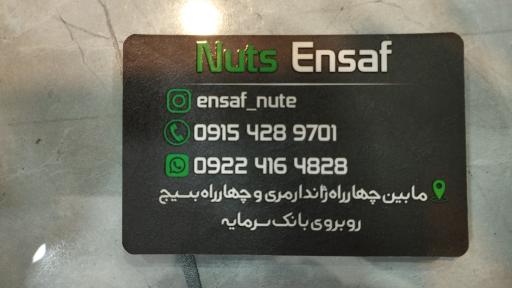 Nuts Ensaf
ensaf_nute
0915 428 9701
0922 416 4828
مابین چهارراه ژاندارمری و چهارراه بسیج
روبروی بانک سرمایه